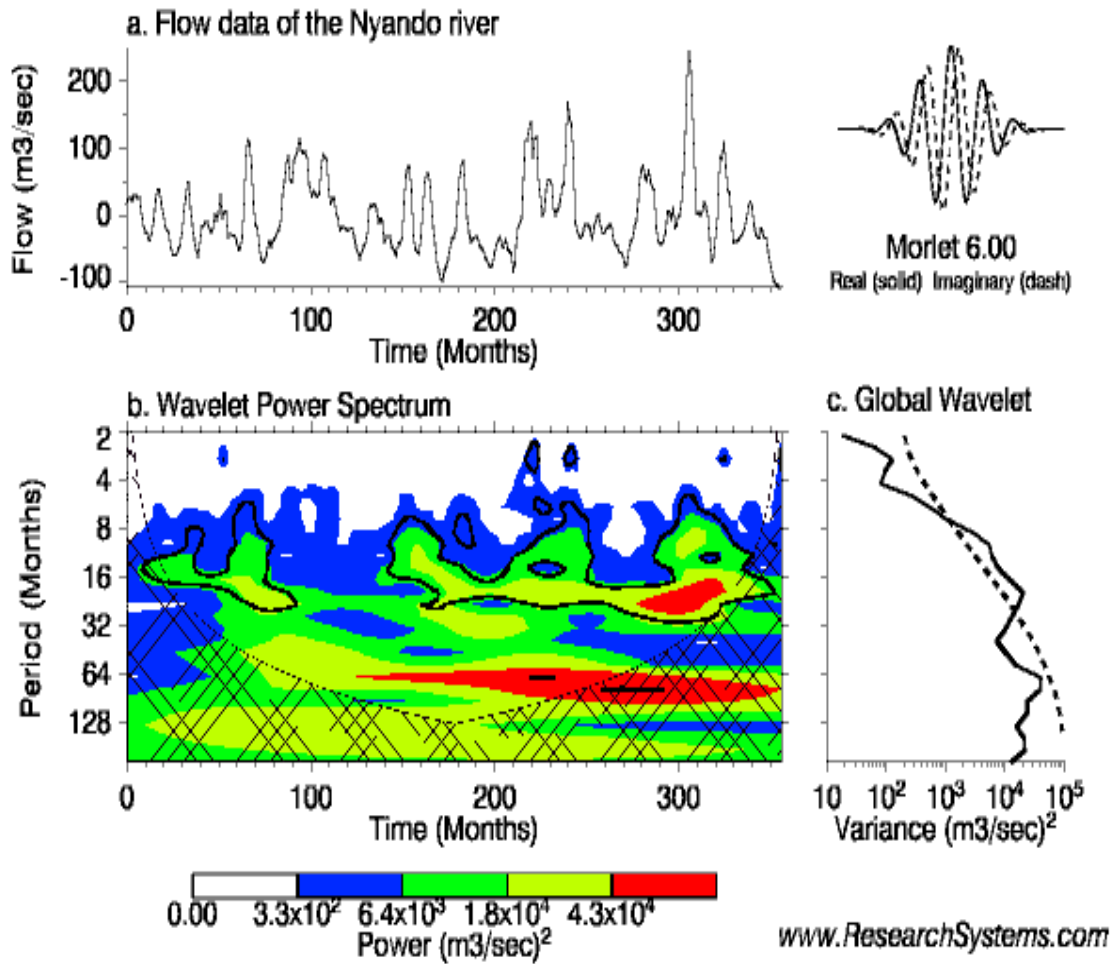 a. Flow data of the Nyando river
Flow (m3/sec)
200
100
0
-100
0 100 200 300
Time (Months)
Morlet 6.00
Real (solid) Imaginary (dash)
b. Wavelet Power Spectrum
Period (Months)
2
4
8
16
32
64
128
0 100 200 300
Time (Months)
c. Global Wavelet
10 10² 10³ 10⁴ 10⁵
Variance (m3/sec)²
0.00 3.3x10² 6.4x10³ 1.8x10⁴ 4.3x10⁴
Power (m3/sec)²
www.ResearchSystems.com